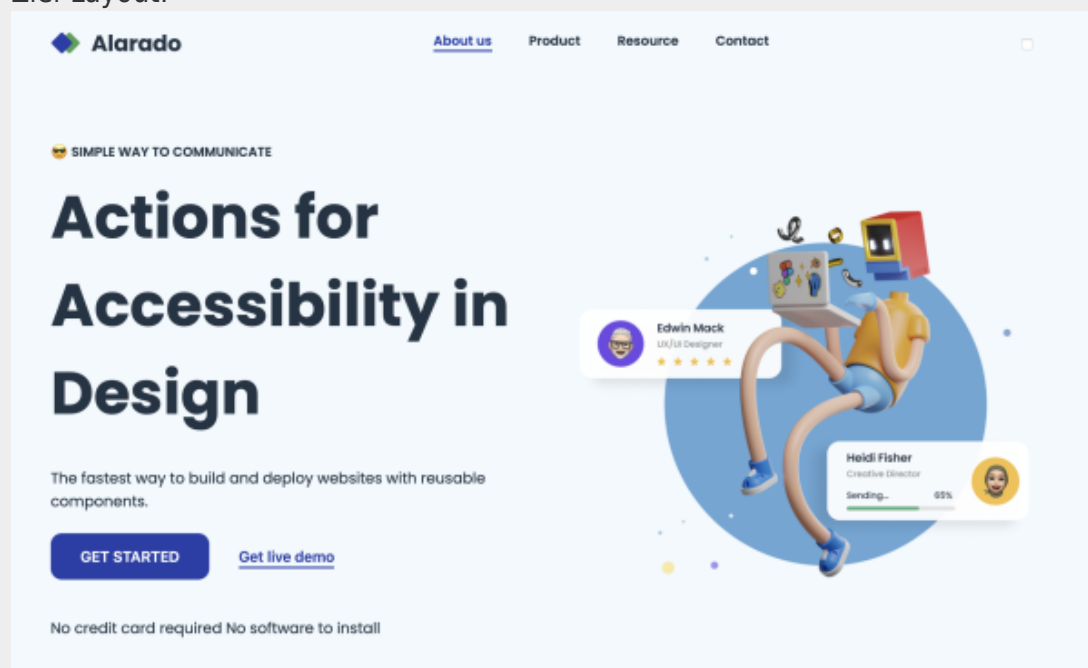 Ziel Layout:
Alarado
About us Product Resource Contact
😎 SIMPLE WAY TO COMMUNICATE
Actions for
Accessibility in
Design
Edwin Mack
UX/UI Designer
Heidi Fisher
Creative Director
Sending... 65%
The fastest way to build and deploy websites with reusable
components.
GET STARTED Get live demo
No credit card required No software to install